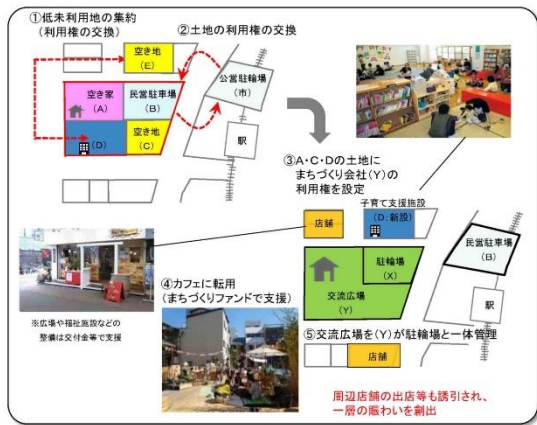 ①低未利用地の集約
(利用権の交換)
②土地の利用権の交換
空き地
(E)
公営駐輪場
(市)
空き家
(A)
民営駐車場
(B)
(D)
空き地
(C)
駅
③A・C・Dの土地に
まちづくり会社(Y)の
利用権を設定
子育て支援施設
(D:新設)
店舗
民営駐車場
(B)
駐輪場
(X)
交流広場
(Y)
駅
④カフェに転用
(まちづくりファンドで支援)
※広場や福祉施設などの
整備は交付金等で支援
⑤交流広場を(Y)が駐輪場と一体管理
店舗
周辺店舗の出店等も誘引され、
一層の賑わいを創出